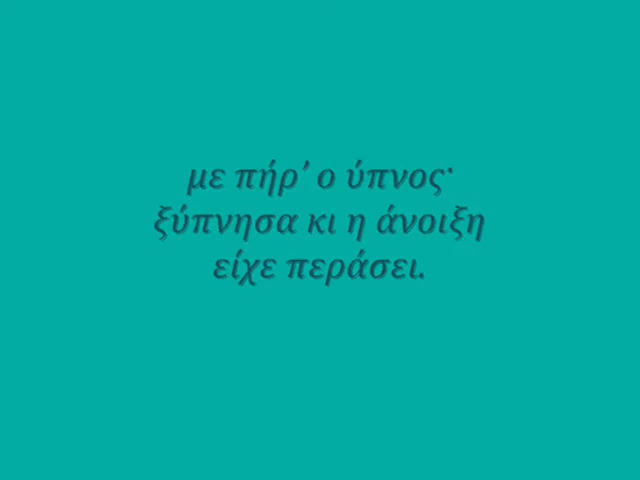 με πήρ’ ο ύπνος·
ξύπνησα κι η άνοιξη
είχε περάσει.